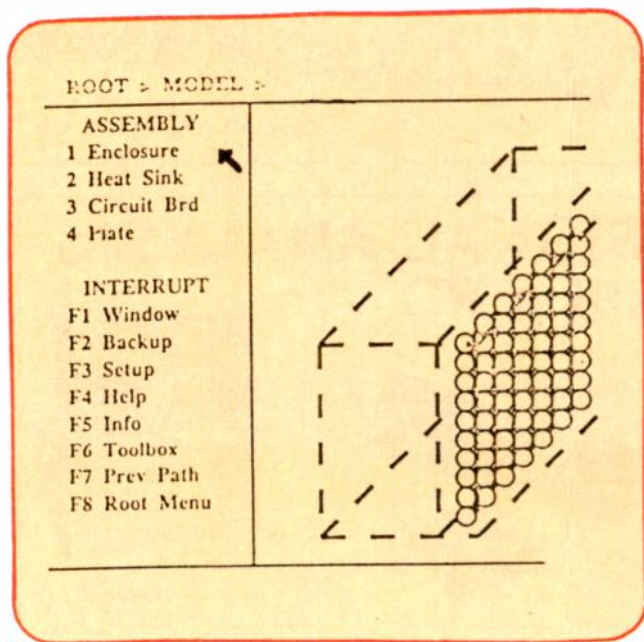 ROOT > MODEL >
ASSEMBLY
1 Enclosure
2 Heat Sink
3 Circuit Brd
4 Plate
INTERRUPT
F1 Window
F2 Backup
F3 Setup
F4 Help
F5 Info
F6 Toolbox
F7 Prev Path
F8 Root Menu